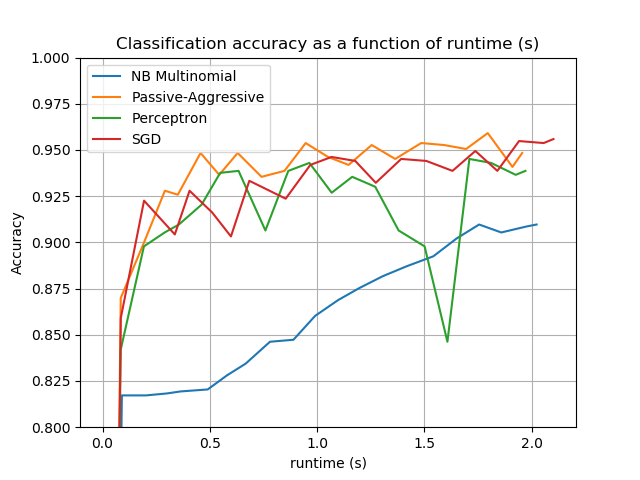 Classification accuracy as a function of runtime (s)
1.000
0.975
0.950
0.925
0.900
0.875
0.850
0.825
0.800
Accuracy
NB Multinomial
Passive-Aggressive
Perceptron
SGD
0.0 0.5 1.0 1.5 2.0
runtime (s)